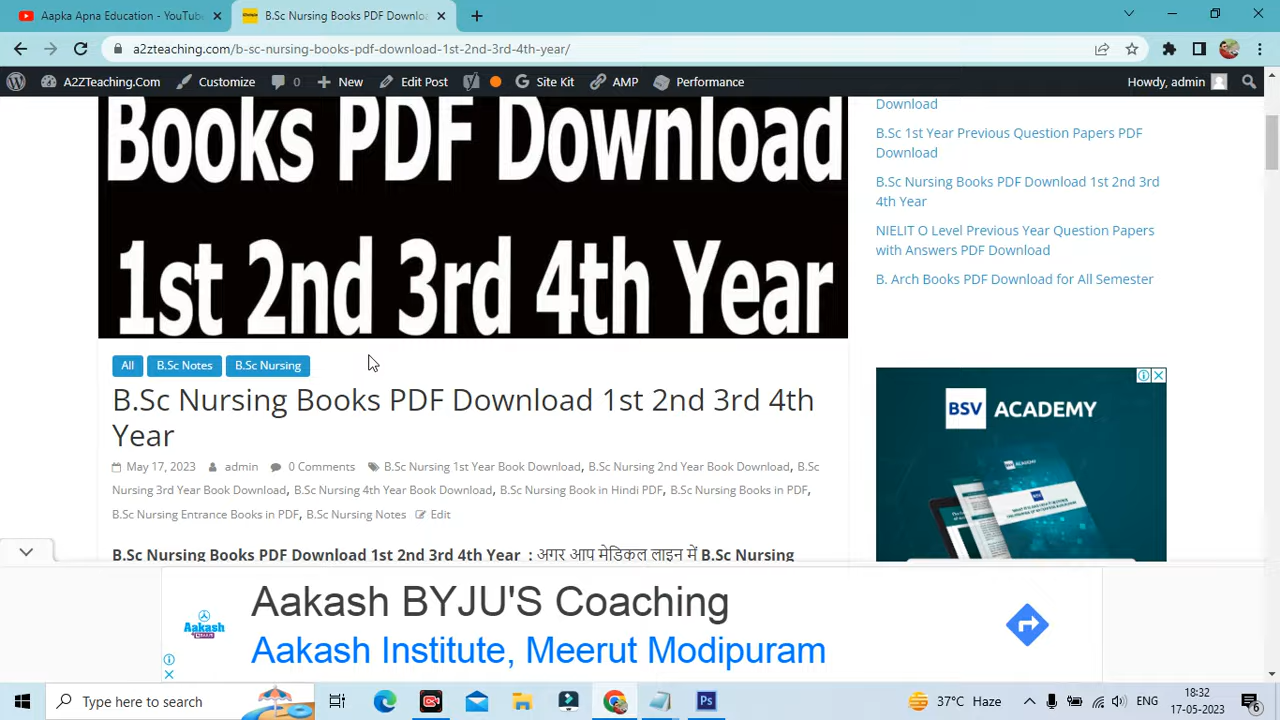 Aapka Apna Education - YouTube
B.Sc Nursing Books PDF Downlo
a2zteaching.com/b-sc-nursing-books-pdf-download-1st-2nd-3rd-4th-year/
A2ZTeaching.Com
Customize
0
New
Edit Post
Site Kit
AMP
Performance
Howdy, admin
Books PDF Download
1st 2nd 3rd 4th Year
All
B.Sc Notes
B.Sc Nursing
B.Sc Nursing Books PDF Download 1st 2nd 3rd 4th
Year
May 17, 2023 admin 0 Comments B.Sc Nursing 1st Year Book Download, B.Sc Nursing 2nd Year Book Download, B.Sc
Nursing 3rd Year Book Download, B.Sc Nursing 4th Year Book Download, B.Sc Nursing Book in Hindi PDF, B.Sc Nursing Books in PDF,
B.Sc Nursing Entrance Books in PDF, B.Sc Nursing Notes Edit
B.Sc Nursing Books PDF Download 1st 2nd 3rd 4th Year : अगर आप मेडिकल लाइन में B.Sc Nursing
Download
B.Sc 1st Year Previous Question Papers PDF
Download
B.Sc Nursing Books PDF Download 1st 2nd 3rd
4th Year
NIELIT O Level Previous Year Question Papers
with Answers PDF Download
B. Arch Books PDF Download for All Semester
BSV ACADEMY
Aakash
Aakash BYJU'S Coaching
Aakash Institute, Meerut Modipuram
Type here to search
Ps
37°C Haze
ENG
18:32
17-05-2023
6